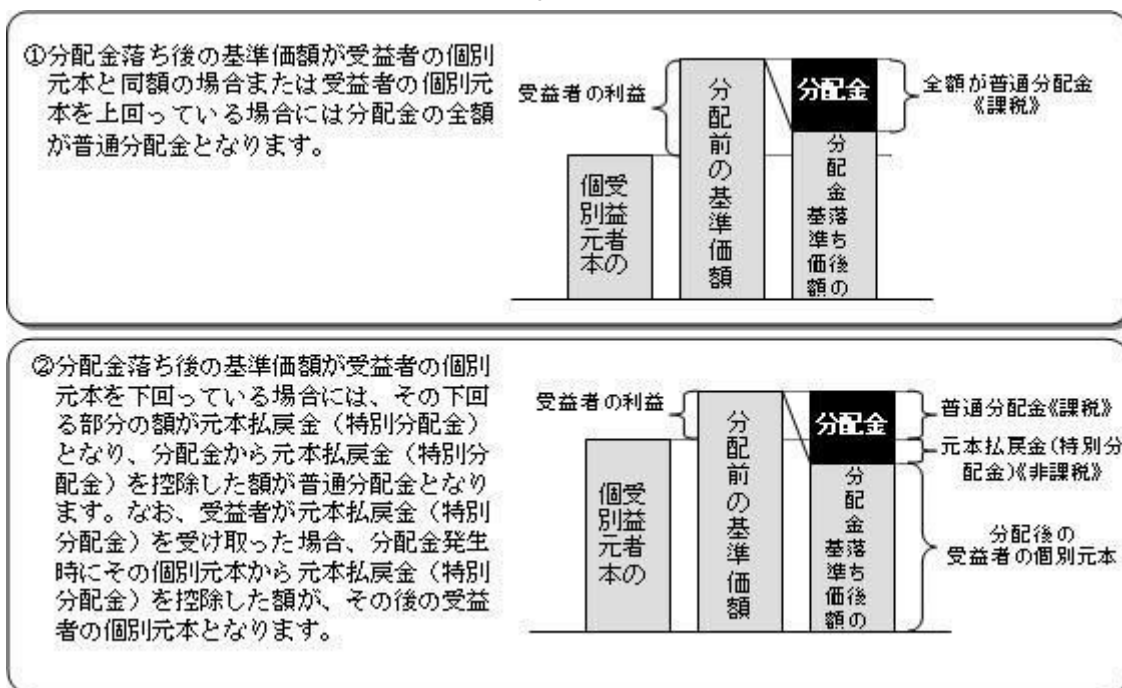 ①分配金落ち後の基準価額が受益者の個別
元本と同額の場合または受益者の個別元
本を上回っている場合には分配金の全額
が普通分配金となります。
受益者の利益
受益者の
個別元本
分配前の基準価額
分配金
分配金落ち後の
基準価額
全額が普通分配金
《課税》
②分配金落ち後の基準価額が受益者の個別
元本を下回っている場合には、その下回
る部分の額が元本払戻金（特別分配金）
となり、分配金から元本払戻金（特別分
配金）を控除した額が普通分配金となり
ます。なお、受益者が元本払戻金（特別
分配金）を受け取った場合、分配金発生
時にその個別元本から元本払戻金（特別
分配金）を控除した額が、その後の受益
者の個別元本となります。
受益者の利益
受益者の
個別元本
分配前の基準価額
分配金
分配金落ち後の
基準価額
普通分配金《課税》
元本払戻金(特別分
配金)《非課税》
分配後の
受益者の個別元本